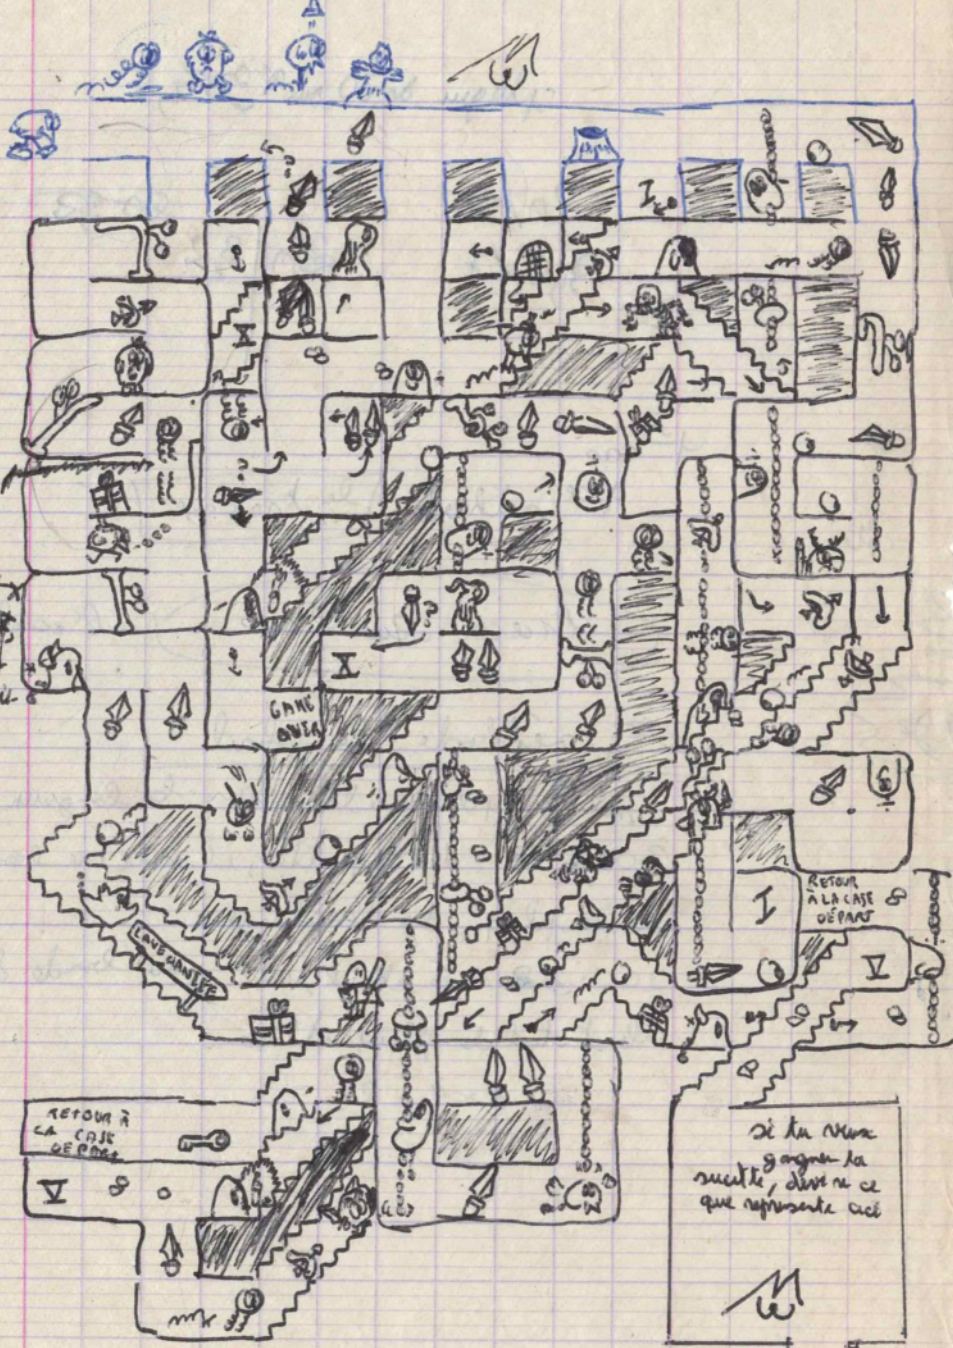 I
X
GAME
OVER
I
RETOUR
À LA CASE
DÉPART
V
RETOUR À
LA CASE
DÉPART
V
si tu veux
gagner la
sucette, devine ce
que représente ceci